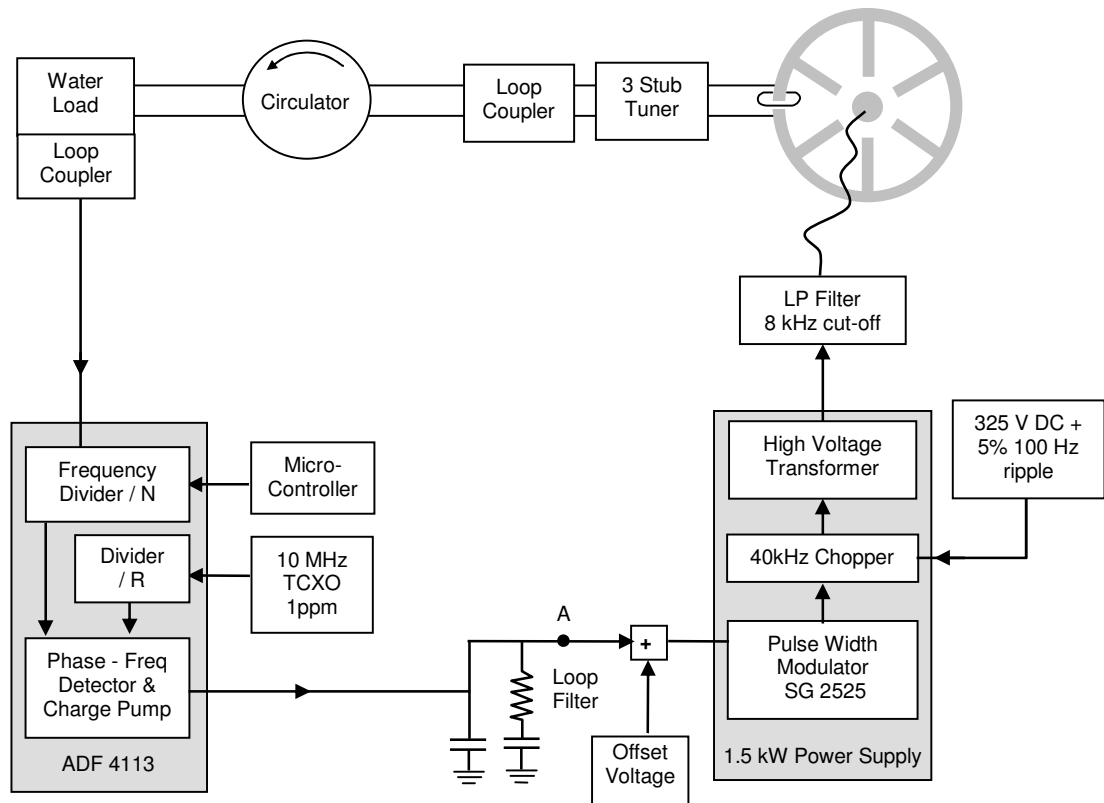 Water
Load
Loop
Coupler
Circulator
Loop
Coupler
3 Stub
Tuner
LP Filter
8 kHz cut-off
Frequency
Divider / N
Micro-
Controller
Divider
/ R
10 MHz
TCXO
1ppm
Phase - Freq
Detector &
Charge Pump
ADF 4113
A
Loop
Filter
+
Offset
Voltage
High Voltage
Transformer
325 V DC +
5% 100 Hz
ripple
40kHz Chopper
Pulse Width
Modulator
SG 2525
1.5 kW Power Supply